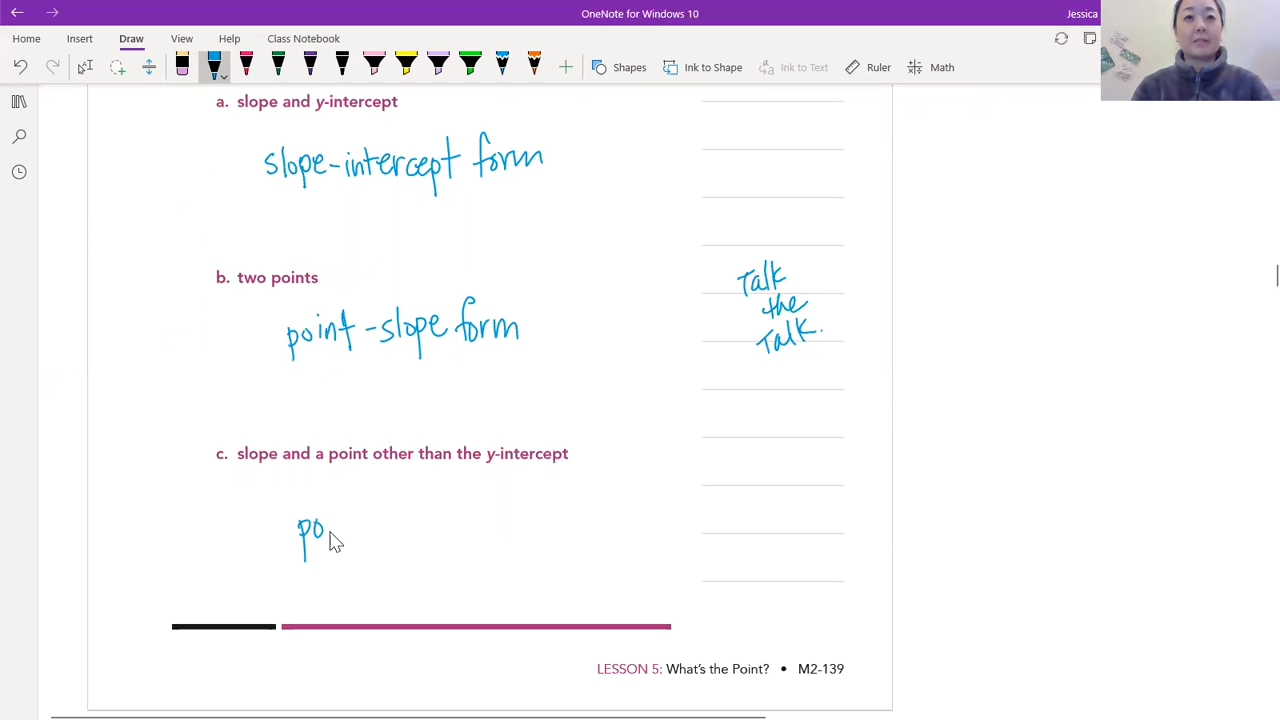 OneNote for Windows 10
Jessica
Home Insert Draw View Help Class Notebook
Shapes Ink to Shape Ink to Text Ruler Math
a. slope and y-intercept
slope-intercept form
b. two points
point-slope form
Talk
the
Talk.
c. slope and a point other than the y-intercept
po
LESSON 5: What's the Point? • M2-139